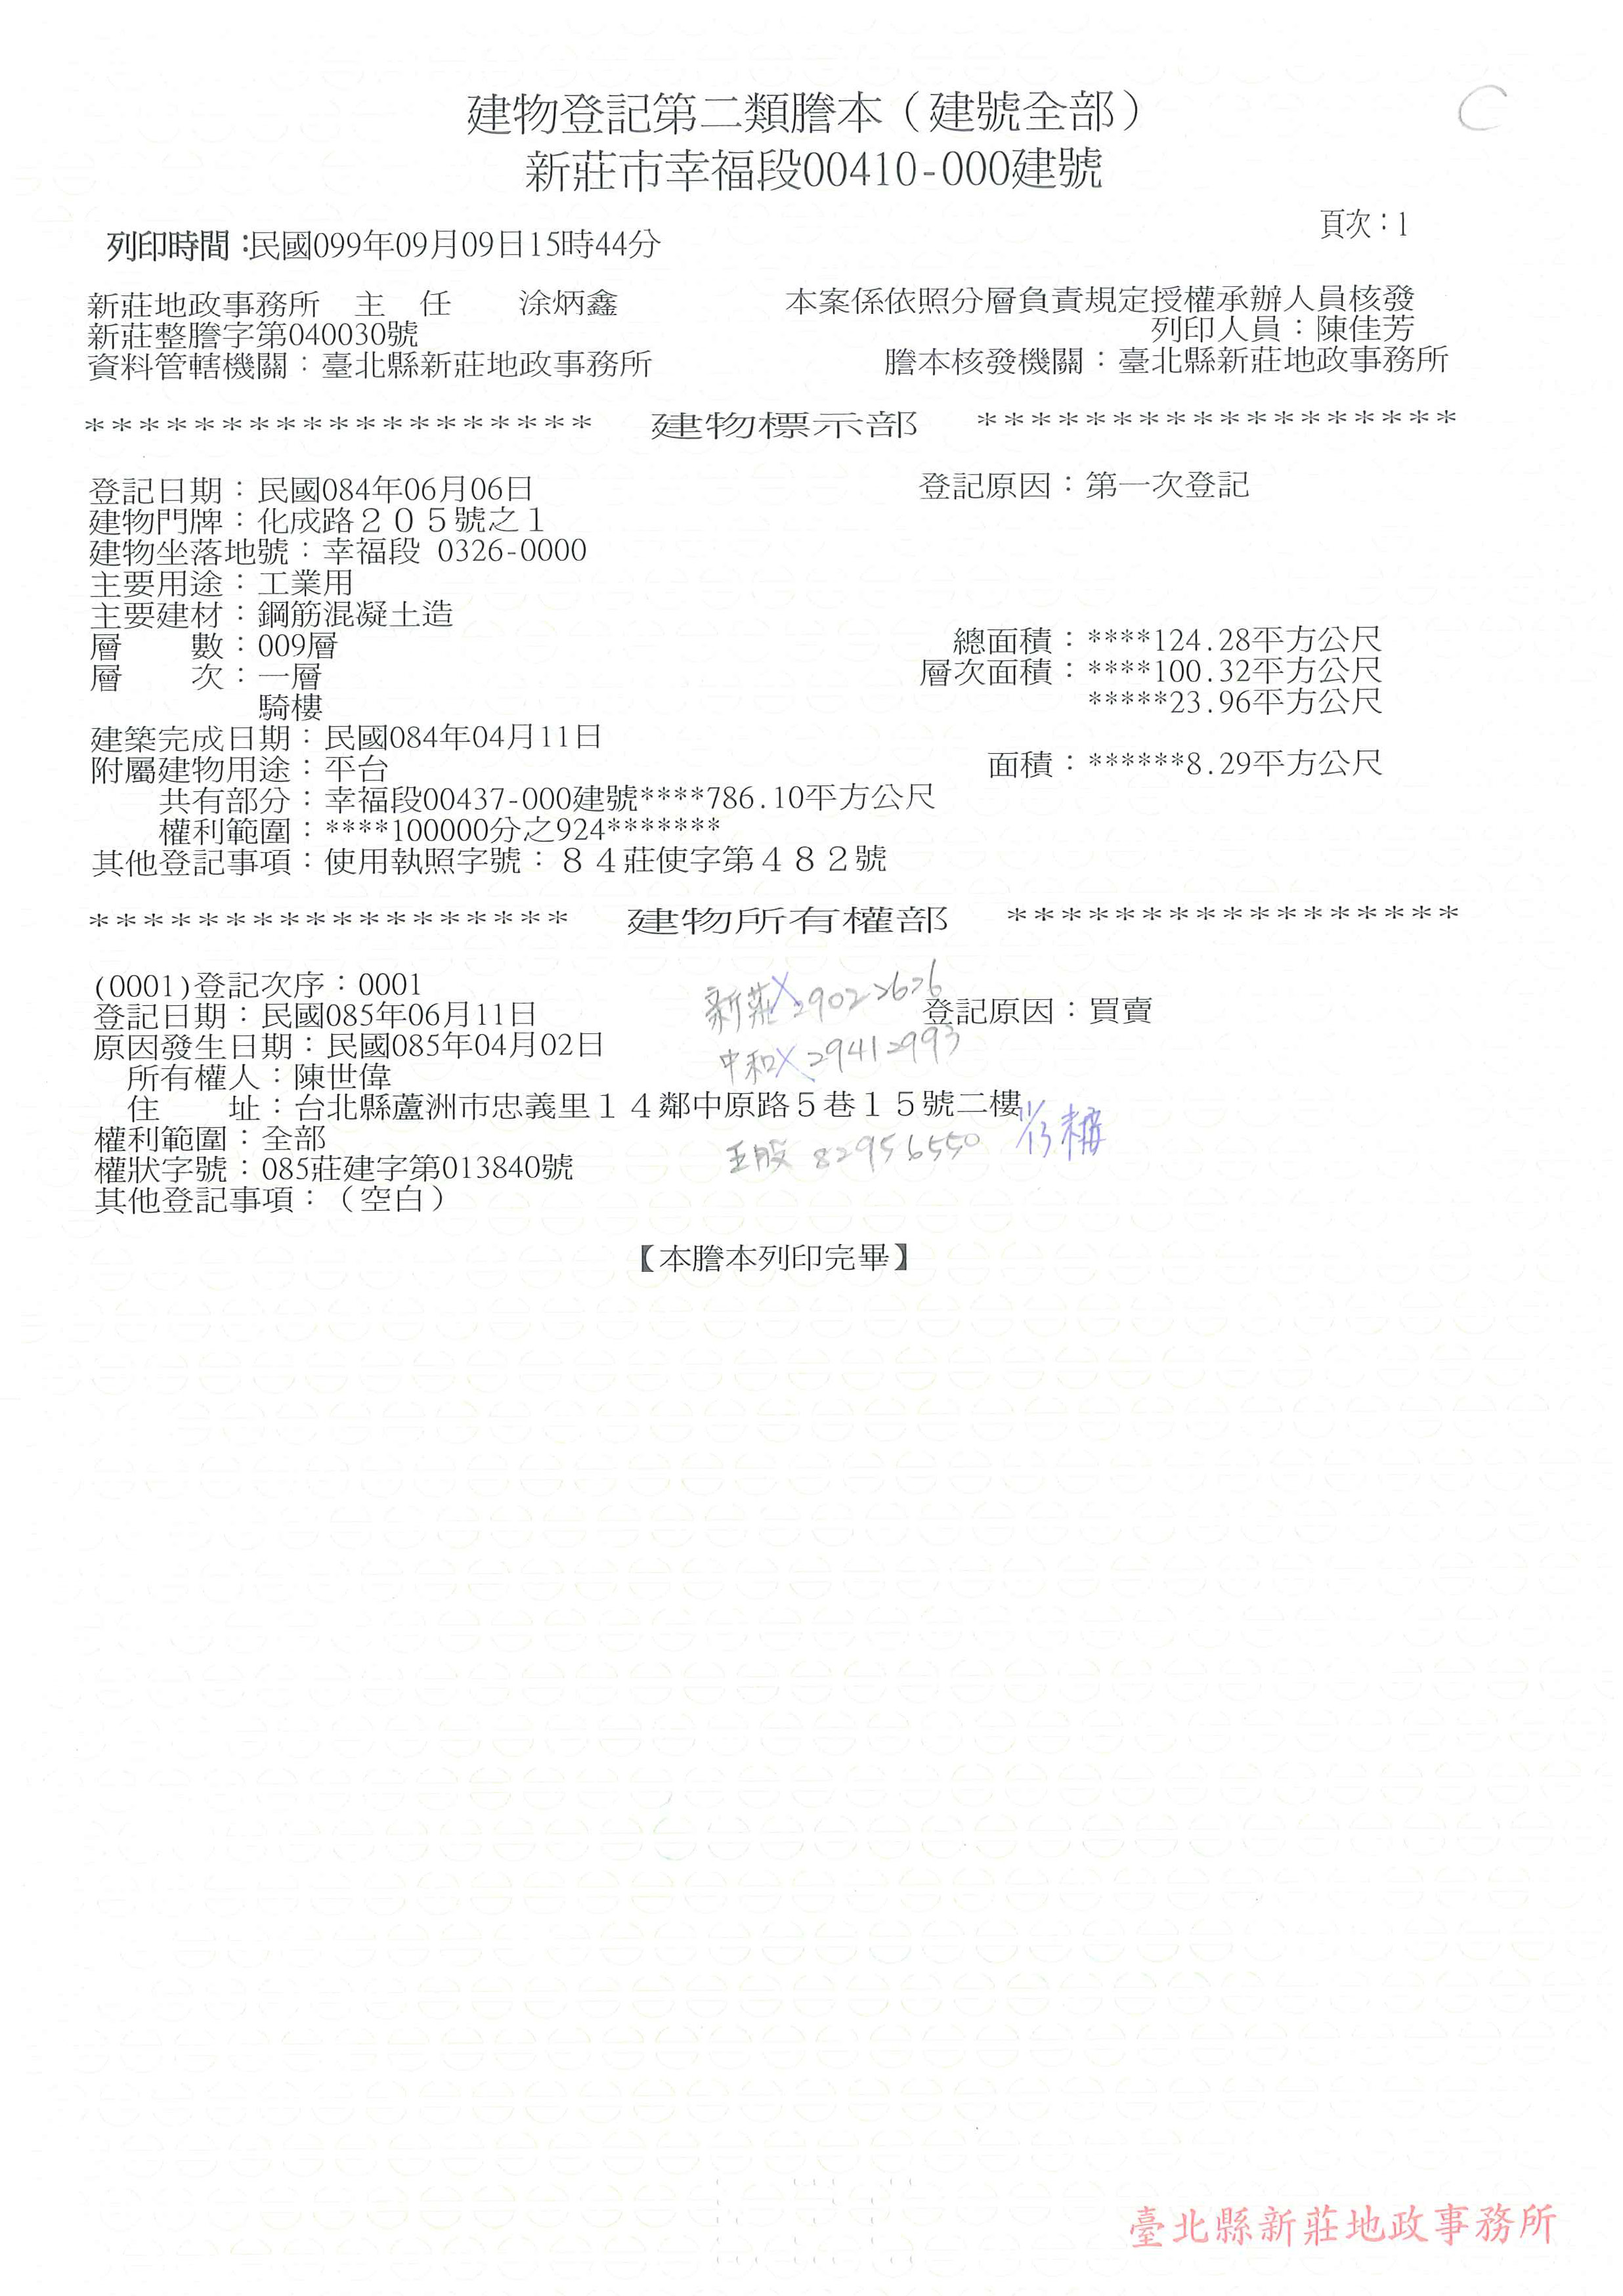 建物登記第二類謄本（建號全部）
新莊市幸福段00410-000建號
頁次：1
列印時間：民國099年09月09日15時44分
新莊地政事務所　主　任　　涂炳鑫　　本案係依照分層負責規定授權承辦人員核發
新莊整謄字第040030號　　列印人員：陳佳芳
資料管轄機關：臺北縣新莊地政事務所　　謄本核發機關：臺北縣新莊地政事務所
*******************　建物標示部　******************
登記日期：民國084年06月06日　　登記原因：第一次登記
建物門牌：化成路２０５號之１
建物坐落地號：幸福段 0326-0000
主要用途：工業用
主要建材：鋼筋混凝土造
層　　數：009層　　總面積：****124.28平方公尺
層　　次：一層　　層次面積：****100.32平方公尺
騎樓　　*****23.96平方公尺
建築完成日期：民國084年04月11日
附屬建物用途：平台　　面積：******8.29平方公尺
共有部分：幸福段00437-000建號****786.10平方公尺
權利範圍：****100000分之924*******
其他登記事項：使用執照字號：８４莊使字第４８２號
******************　建物所有權部　*****************
(0001)登記次序：0001
新莊X 29022626
登記日期：民國085年06月11日　　登記原因：買賣
原因發生日期：民國085年04月02日
中和X 29412993
所有權人：陳世偉
住　　址：台北縣蘆洲市忠義里１４鄰中原路５巷１５號二樓
權利範圍：全部
五股 82956550
權狀字號：085莊建字第013840號
其他登記事項：（空白）
【本謄本列印完畢】
臺北縣新莊地政事務所